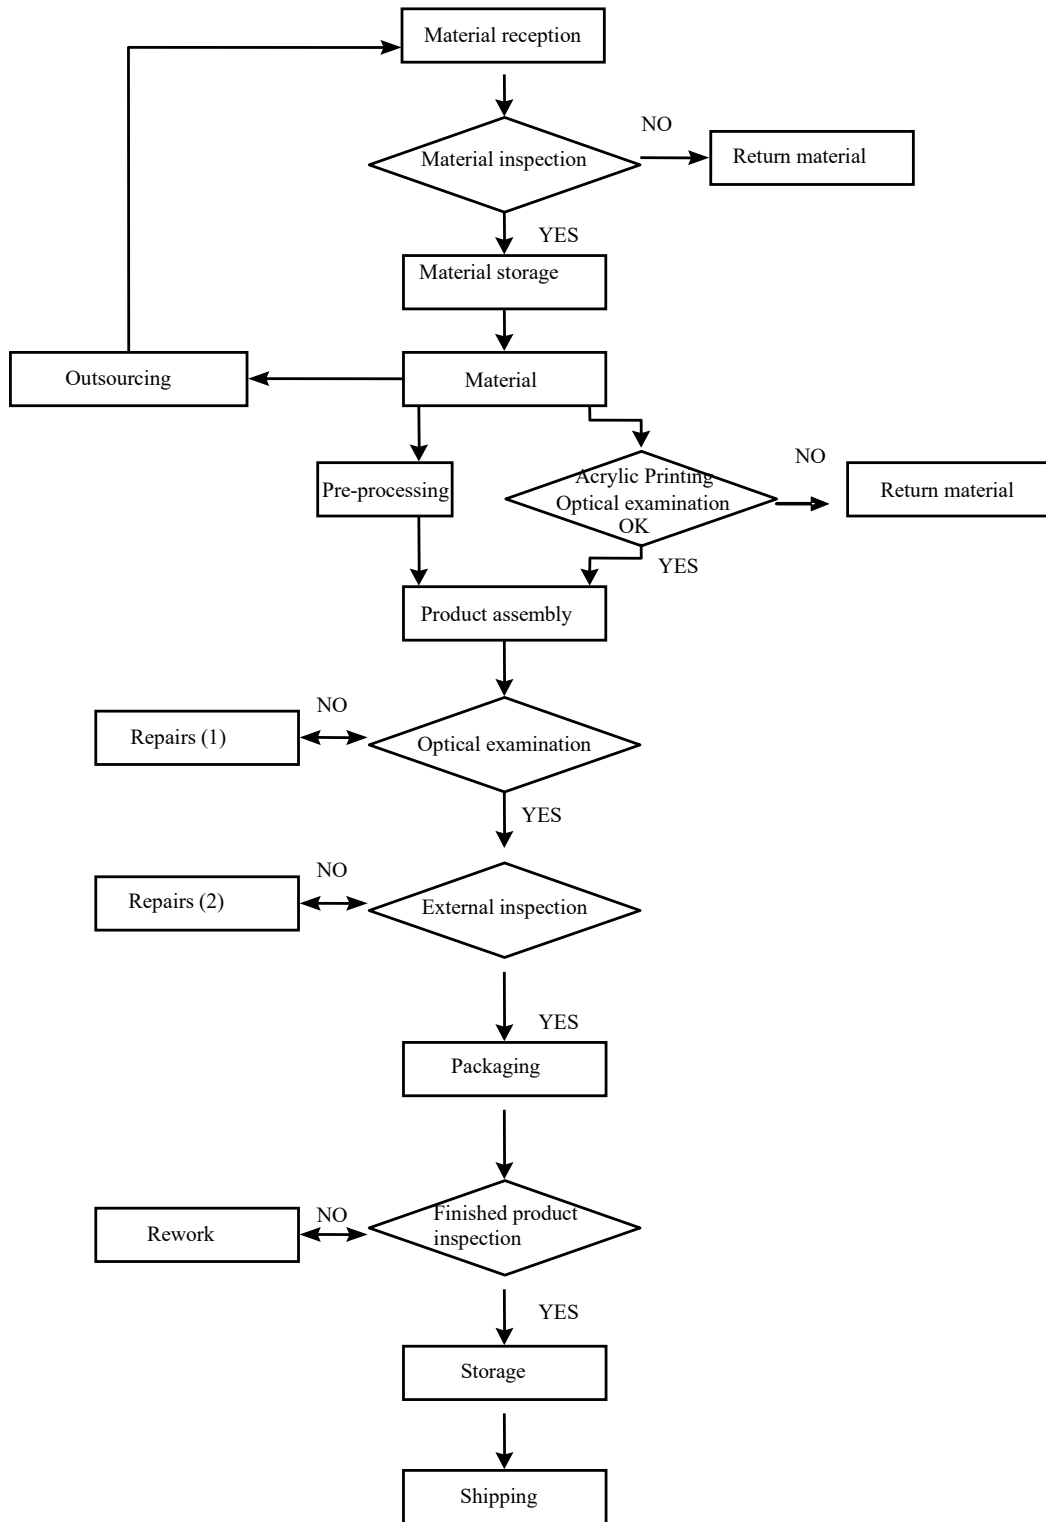 Material reception
NO
Material inspection
Return material
YES
Material storage
Outsourcing
Material
NO
Acrylic Printing
Pre-processing
Optical examination
Return material
OK
YES
Product assembly
NO
Repairs (1)
Optical examination
YES
NO
Repairs (2)
External inspection
YES
Packaging
NO
Finished product
inspection
Rework
YES
Storage
Shipping